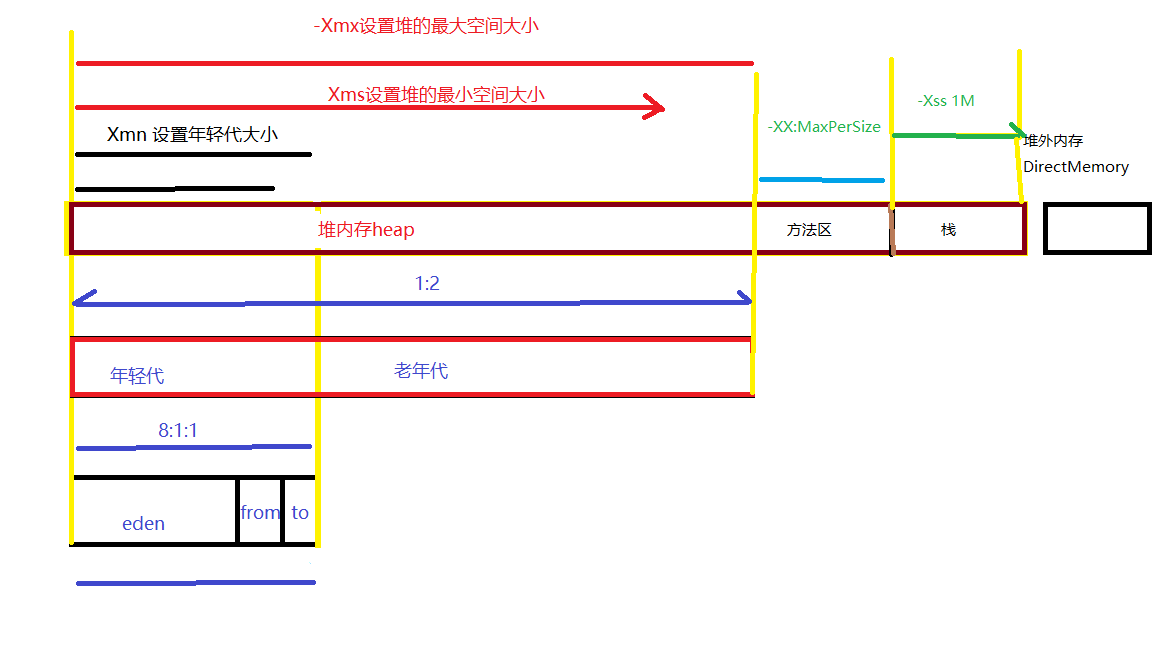 -Xmx设置堆的最大空间大小
Xms设置堆的最小空间大小
-Xss 1M
Xmn 设置年轻代大小
-XX:MaxPerSize
堆外内存
DirectMemory
堆内存heap
方法区
栈
1:2
年轻代
老年代
8:1:1
eden
from
to